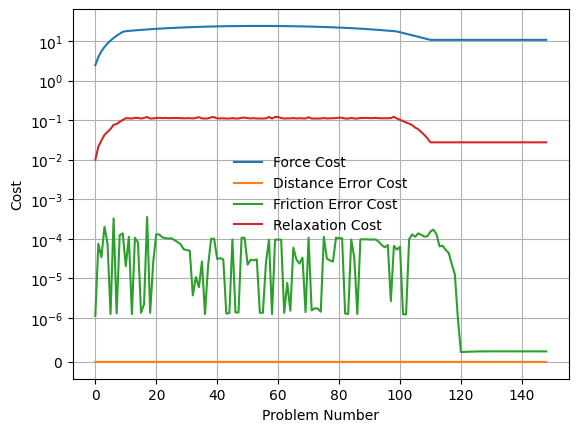 10^1
10^0
10^-1
10^-2
10^-3
10^-4
10^-5
10^-6
0
Cost
Force Cost
Distance Error Cost
Friction Error Cost
Relaxation Cost
0 20 40 60 80 100 120 140
Problem Number